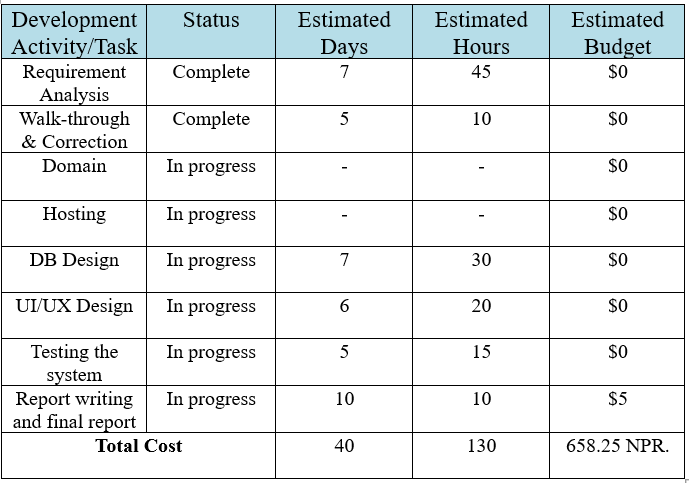 Development Activity/Task Status Estimated Days Estimated Hours Estimated Budget
Requirement Analysis Complete 7 45 $0
Walk-through & Correction Complete 5 10 $0
Domain In progress - - $0
Hosting In progress - - $0
DB Design In progress 7 30 $0
UI/UX Design In progress 6 20 $0
Testing the system In progress 5 15 $0
Report writing and final report In progress 10 10 $5
Total Cost 40 130 658.25 NPR.